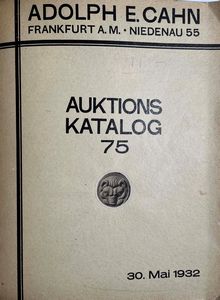 ADOLPH E. CAHN
FRANKFURT A. M. • NIEDENAU 55
AUKTIONS
KATALOG
75
30. Mai 1932